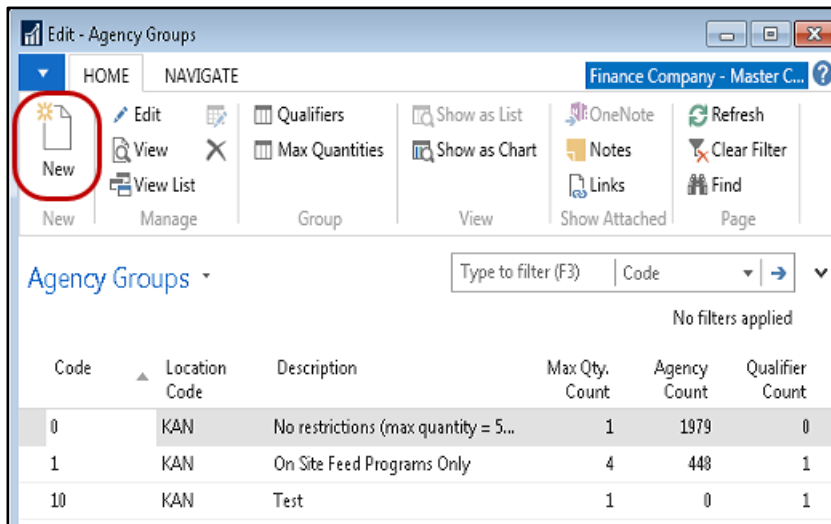 Edit - Agency Groups
HOME NAVIGATE Finance Company - Master C... ?
New
Edit
View
View List
Qualifiers
Max Quantities
Show as List
Show as Chart
OneNote
Notes
Links
Refresh
Clear Filter
Find
New Manage Group View Show Attached Page
Agency Groups Type to filter (F3) Code
No filters applied
Code Location Code Description Max Qty. Count Agency Count Qualifier Count
0 KAN No restrictions (max quantity = 5... 1 1979 0
1 KAN On Site Feed Programs Only 4 448 1
10 KAN Test 1 0 1